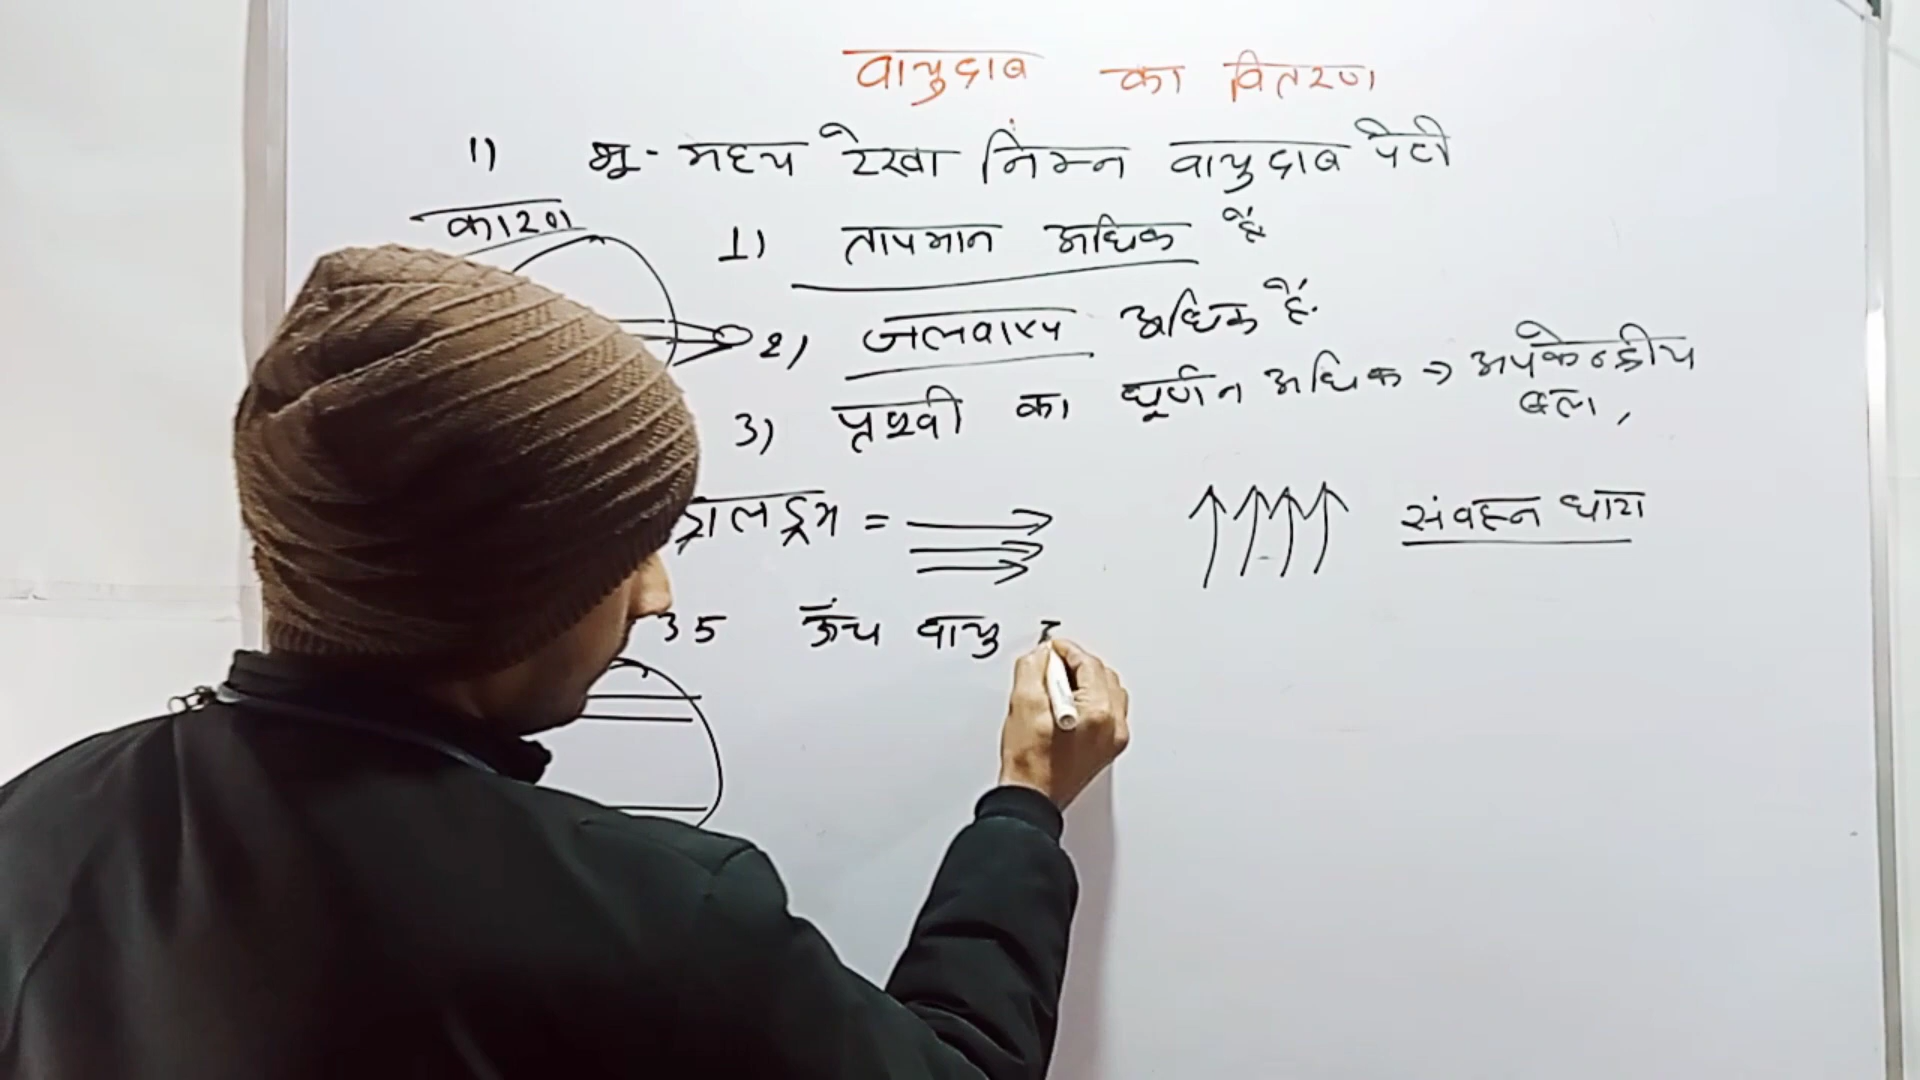 वायुदाब का वितरण
1) भू-मध्य रेखा निम्न वायुदाब पेटी
कारण
1) तापमान अधिक है
2) जलवाष्प अधिक है.
3) पृथ्वी का घूर्णन अधिक → अपकेन्द्रीय बल,
= संवहन धारा
35 ऊंच वायु